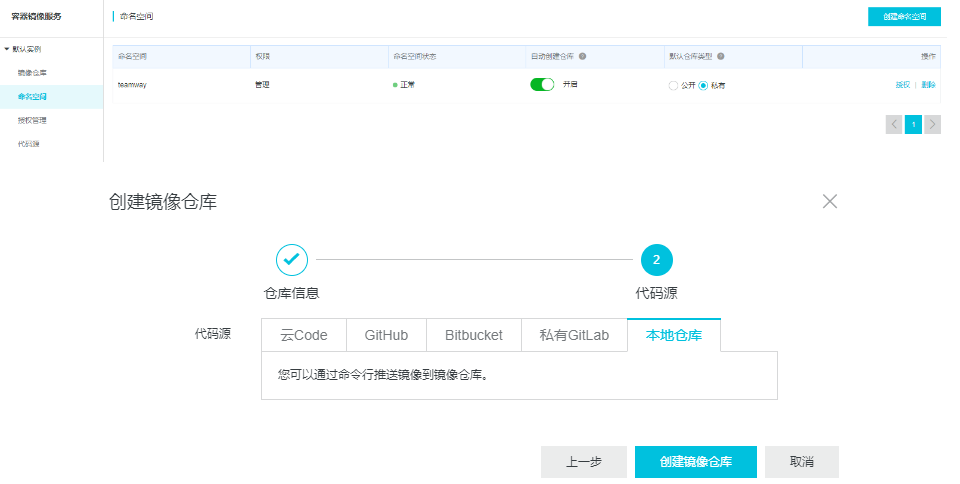 容器镜像服务
命名空间
创建命名空间
默认实例
镜像仓库
命名空间
授权管理
代码源
命名空间 权限 命名空间状态 自动创建仓库 默认仓库类型 操作
teamway 管理 正常 开启 公开 私有 授权 | 删除
1
创建镜像仓库
2
仓库信息 代码源
代码源 云Code GitHub Bitbucket 私有GitLab 本地仓库
您可以通过命令行推送镜像到镜像仓库。
上一步 创建镜像仓库 取消